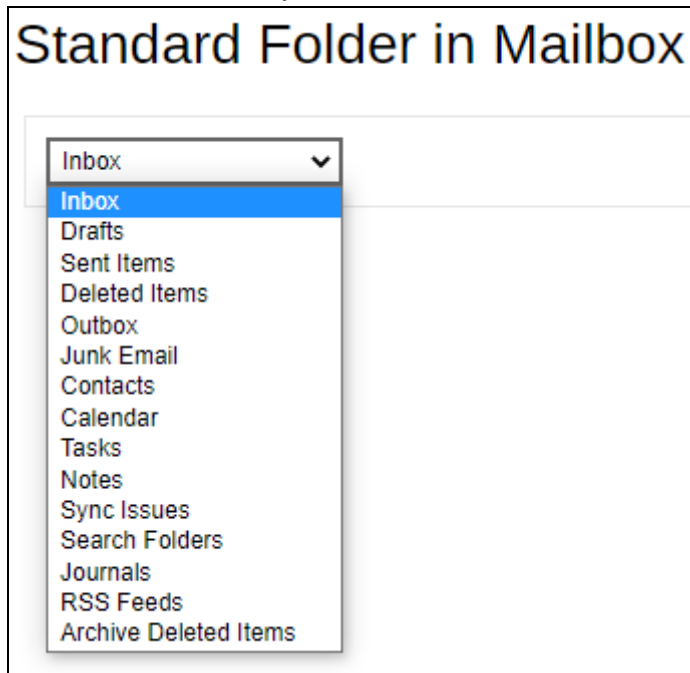 Standard Folder in Mailbox
Inbox
Inbox
Drafts
Sent Items
Deleted Items
Outbox
Junk Email
Contacts
Calendar
Tasks
Notes
Sync Issues
Search Folders
Journals
RSS Feeds
Archive Deleted Items